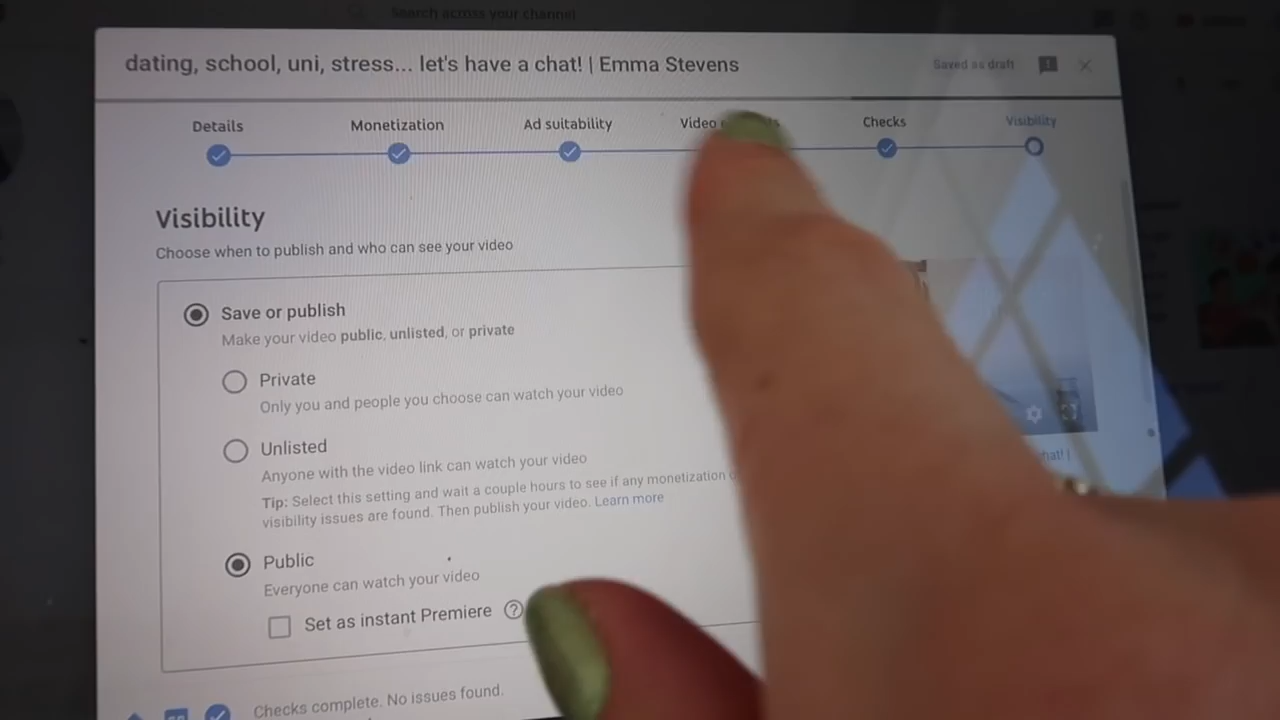 Search across your channel
dating, school, uni, stress... let's have a chat! | Emma Stevens
Saved as draft
Details
Monetization
Ad suitability
Video
Checks
Visibility
Visibility
Choose when to publish and who can see your video
Save or publish
Make your video public, unlisted, or private
Private
Only you and people you choose can watch your video
Unlisted
Anyone with the video link can watch your video
Tip: Select this setting and wait a couple hours to see if any monetization
visibility issues are found. Then publish your video. Learn more
Public
Everyone can watch your video
Set as instant Premiere ?
hat! |
Checks complete. No issues found.